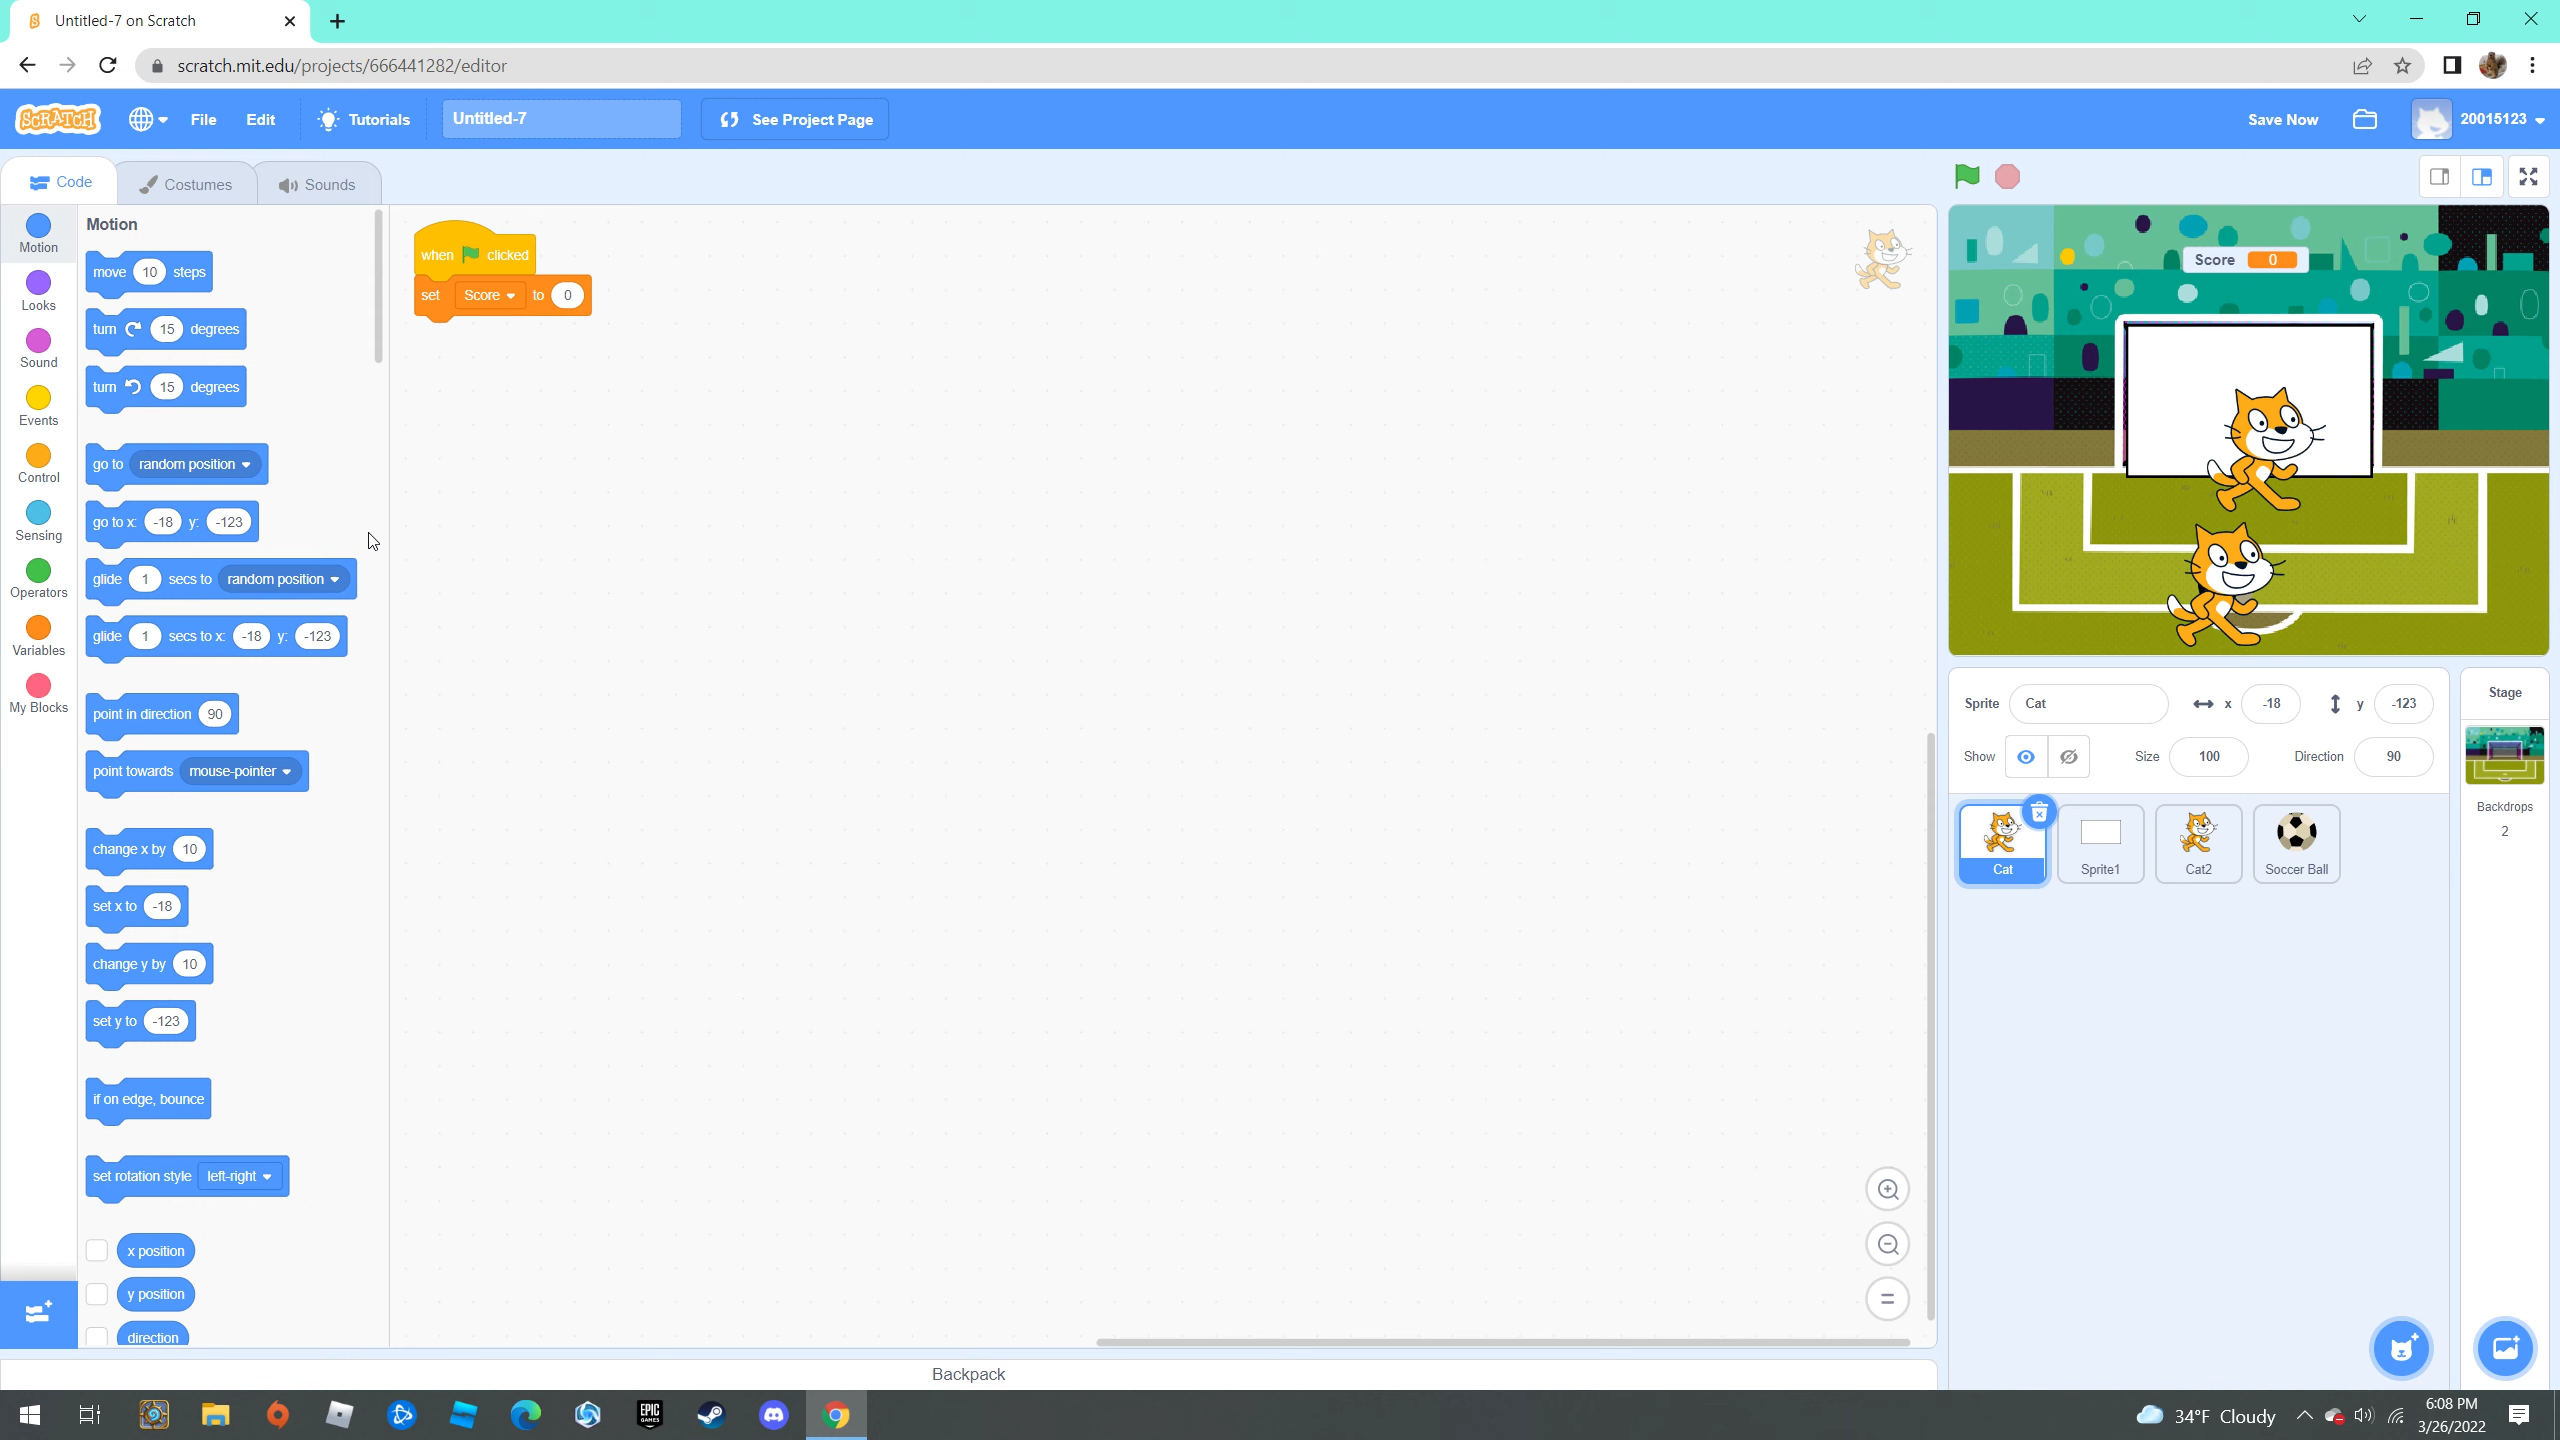 Untitled-7 on Scratch
scratch.mit.edu/projects/666441282/editor
SCRATCH
File
Edit
Tutorials
Untitled-7
See Project Page
Save Now
20015123
Code
Costumes
Sounds
Motion
Looks
Sound
Events
Control
Sensing
Operators
Variables
My Blocks
Motion
move 10 steps
turn 15 degrees
turn 15 degrees
go to random position
go to x: -18 y: -123
glide 1 secs to random position
glide 1 secs to x: -18 y: -123
point in direction 90
point towards mouse-pointer
change x by 10
set x to -18
change y by 10
set y to -123
if on edge, bounce
set rotation style left-right
x position
y position
direction
when clicked
set Score to 0
Backpack
Score 0
Sprite Cat x -18 y -123
Show Size 100 Direction 90
Cat
Sprite1
Cat2
Soccer Ball
Stage
Backdrops
2
EPIC
GAMES
34°F Cloudy
6:08 PM
3/26/2022